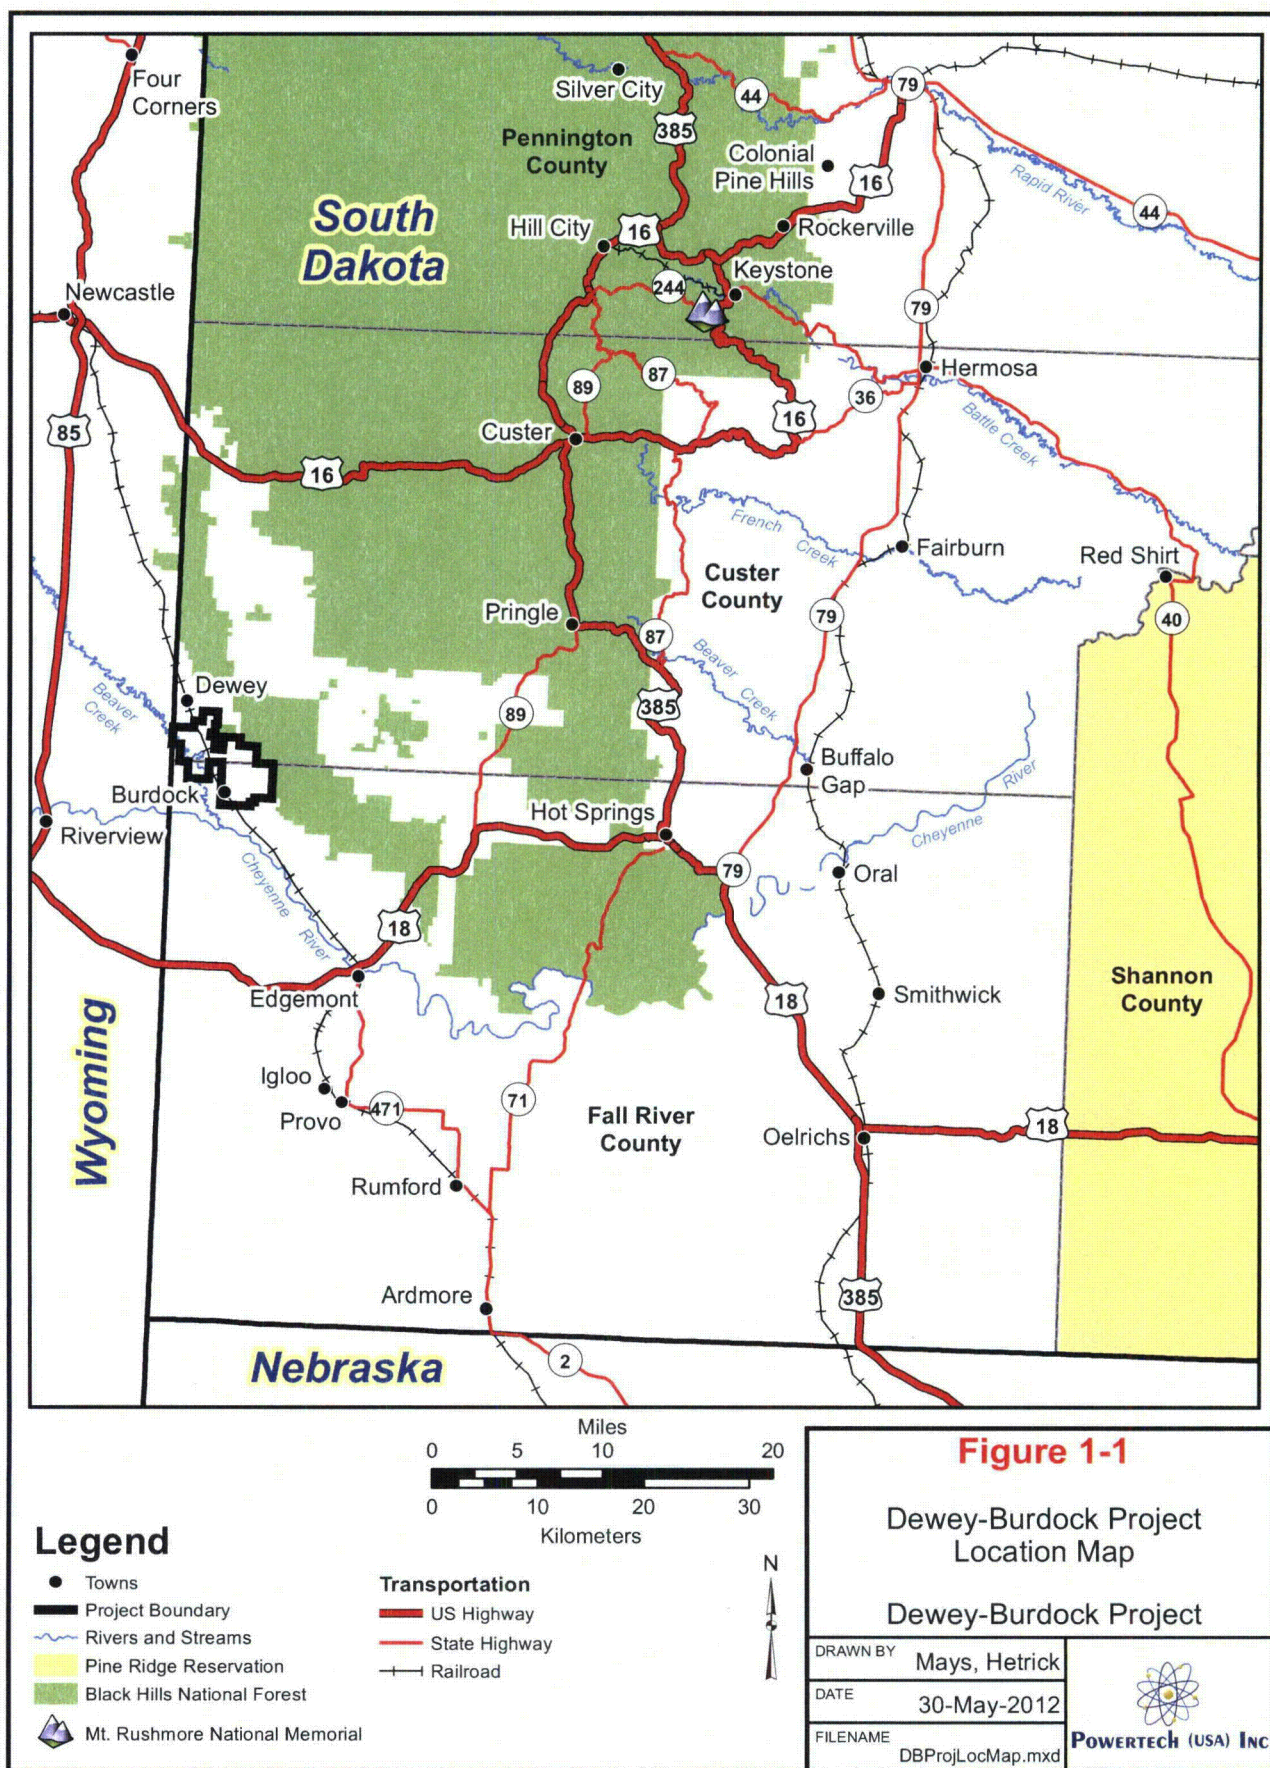 Four
Corners
Silver City
44
79
385
Pennington
County
Colonial
Pine Hills
16
Rapid River
44
South
Dakota
Hill City
16
Rockerville
Keystone
244
Newcastle
79
Hermosa
89
87
36
Battle Creek
85
Custer
16
16
French
Creek
Fairburn
Red Shirt
Custer
County
Pringle
87
79
40
Beaver
Creek
Dewey
Beaver Creek
89
385
Buffalo
Gap
River
Burdock
Hot Springs
Riverview
Cheyenne
79
Oral
Cheyenne
River
18
Edgemont
18
Smithwick
Shannon
County
Wyoming
Igloo
Provo
471
71
Fall River
County
Oelrichs
18
Rumford
Ardmore
385
Nebraska
2
Miles
0 5 10 20
0 10 20 30
Kilometers
Figure 1-1
Dewey-Burdock Project
Location Map
Dewey-Burdock Project
Legend
Towns
Project Boundary
Rivers and Streams
Pine Ridge Reservation
Black Hills National Forest
Mt. Rushmore National Memorial
Transportation
US Highway
State Highway
Railroad
N
DRAWN BY Mays, Hetrick
DATE 30-May-2012
FILENAME DBProjLocMap.mxd
POWERTECH (USA) INC